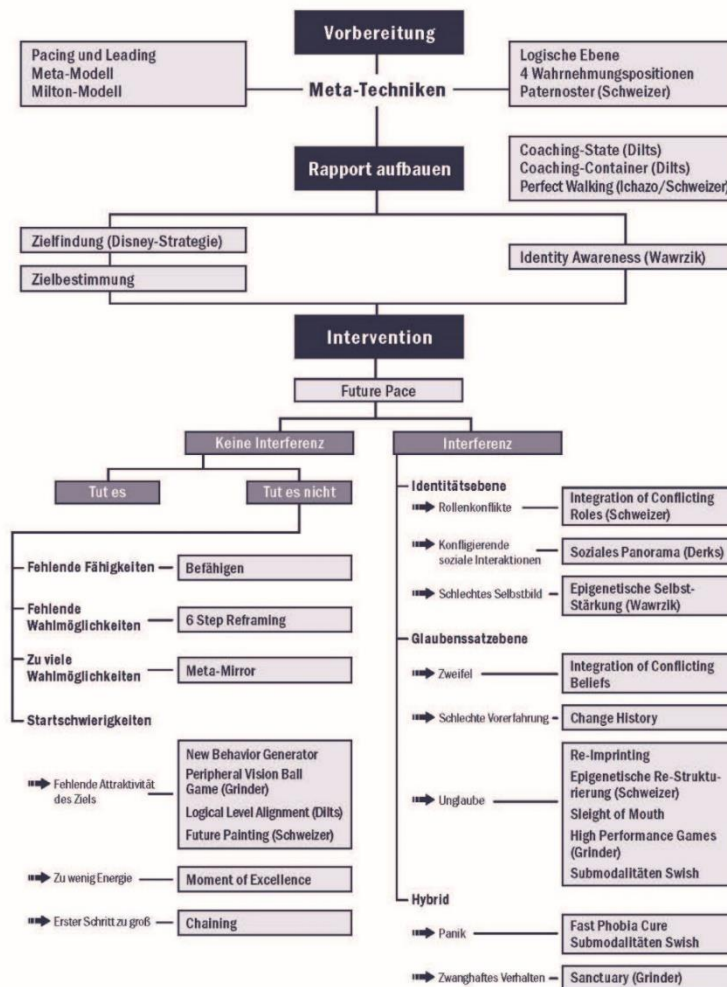 Vorbereitung
Pacing und Leading
Meta-Modell
Milton-Modell
Meta-Techniken
Logische Ebene
4 Wahrnehmungspositionen
Paternoster (Schweizer)
Rapport aufbauen
Coaching-State (Dilts)
Coaching-Container (Dilts)
Perfect Walking (Ichazo/Schweizer)
Zielfindung (Disney-Strategie)
Zielbestimmung
Identity Awareness (Wawrzik)
Intervention
Future Pace
Keine Interferenz
Tut es
Tut es nicht
Fehlende Fähigkeiten
Befähigen
Fehlende
Wahlmöglichkeiten
6 Step Reframing
Zu viele
Wahlmöglichkeiten
Meta-Mirror
Startschwierigkeiten
Fehlende Attraktivität
des Ziels
New Behavior Generator
Peripheral Vision Ball
Game (Grinder)
Logical Level Alignment (Dilts)
Future Painting (Schweizer)
Zu wenig Energie
Moment of Excellence
Erster Schritt zu groß
Chaining
Interferenz
Identitätsebene
Rollenkonflikte
Integration of Conflicting
Roles (Schweizer)
Konfligierende
soziale Interaktionen
Soziales Panorama (Derks)
Schlechtes Selbstbild
Epigenetische Selbst-
Stärkung (Wawrzik)
Glaubenssatzebene
Zweifel
Integration of Conflicting
Beliefs
Schlechte Vorerfahrung
Change History
Unglaube
Re-Imprinting
Epigenetische Re-Struktu-
rierung (Schweizer)
Sleight of Mouth
High Performance Games
(Grinder)
Submodalitäten Swish
Hybrid
Panik
Fast Phobia Cure
Submodalitäten Swish
Zwanghaftes Verhalten
Sanctuary (Grinder)